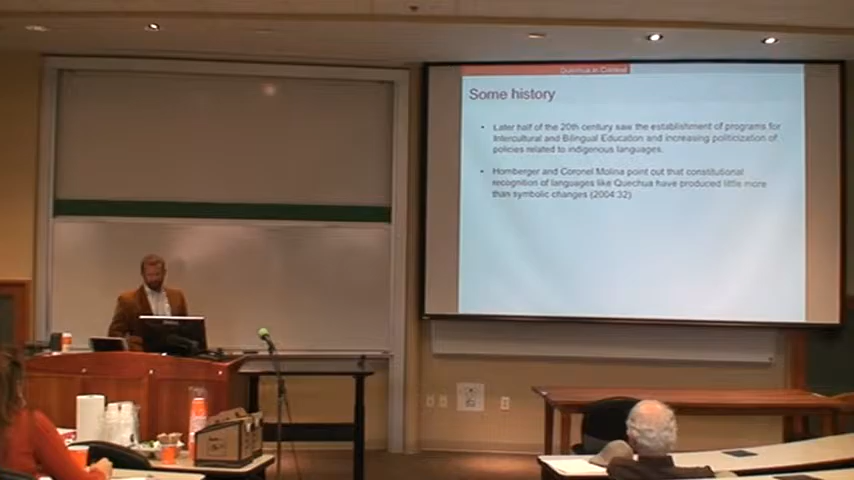 Quechua in Context
Some history
• Later half of the 20th century saw the establishment of programs for
Intercultural and Bilingual Education and increasing politicization of
policies related to indigenous languages.
• Hornberger and Coronel Molina point out that constitutional
recognition of languages like Quechua have produced little more
than symbolic changes (2004:32)